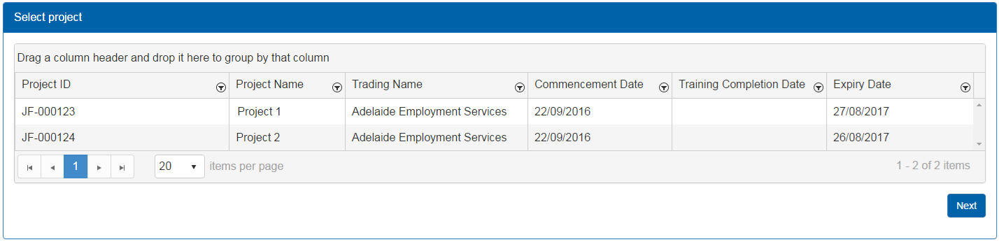 Select project
Drag a column header and drop it here to group by that column
Project ID Project Name Trading Name Commencement Date Training Completion Date Expiry Date
JF-000123 Project 1 Adelaide Employment Services 22/09/2016 27/08/2017
JF-000124 Project 2 Adelaide Employment Services 22/09/2016 26/08/2017
1 20 items per page 1 - 2 of 2 items
Next